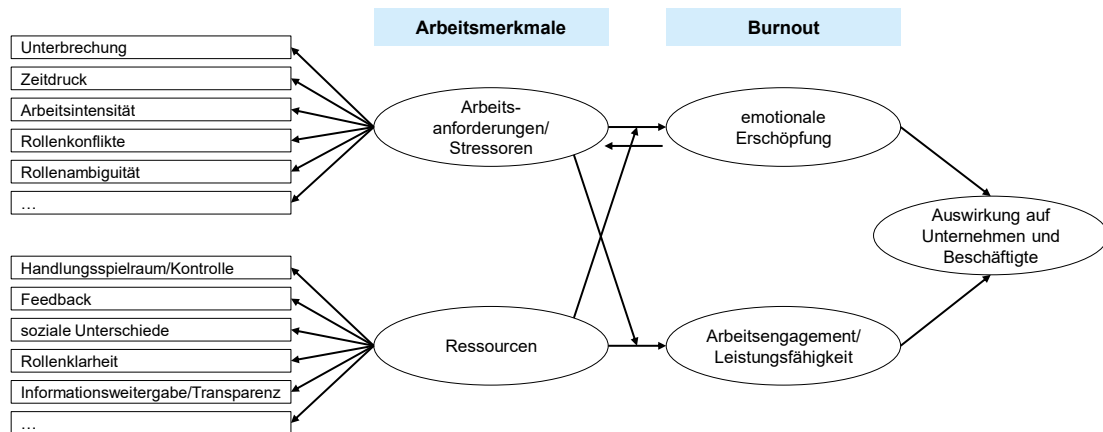 Arbeitsmerkmale
Burnout
Unterbrechung
Zeitdruck
Arbeitsintensität
Rollenkonflikte
Rollenambiguität
…
Arbeits-
anforderungen/
Stressoren
emotionale
Erschöpfung
Auswirkung auf
Unternehmen und
Beschäftigte
Handlungsspielraum/Kontrolle
Feedback
soziale Unterschiede
Rollenklarheit
Informationsweitergabe/Transparenz
…
Ressourcen
Arbeitsengagement/
Leistungsfähigkeit